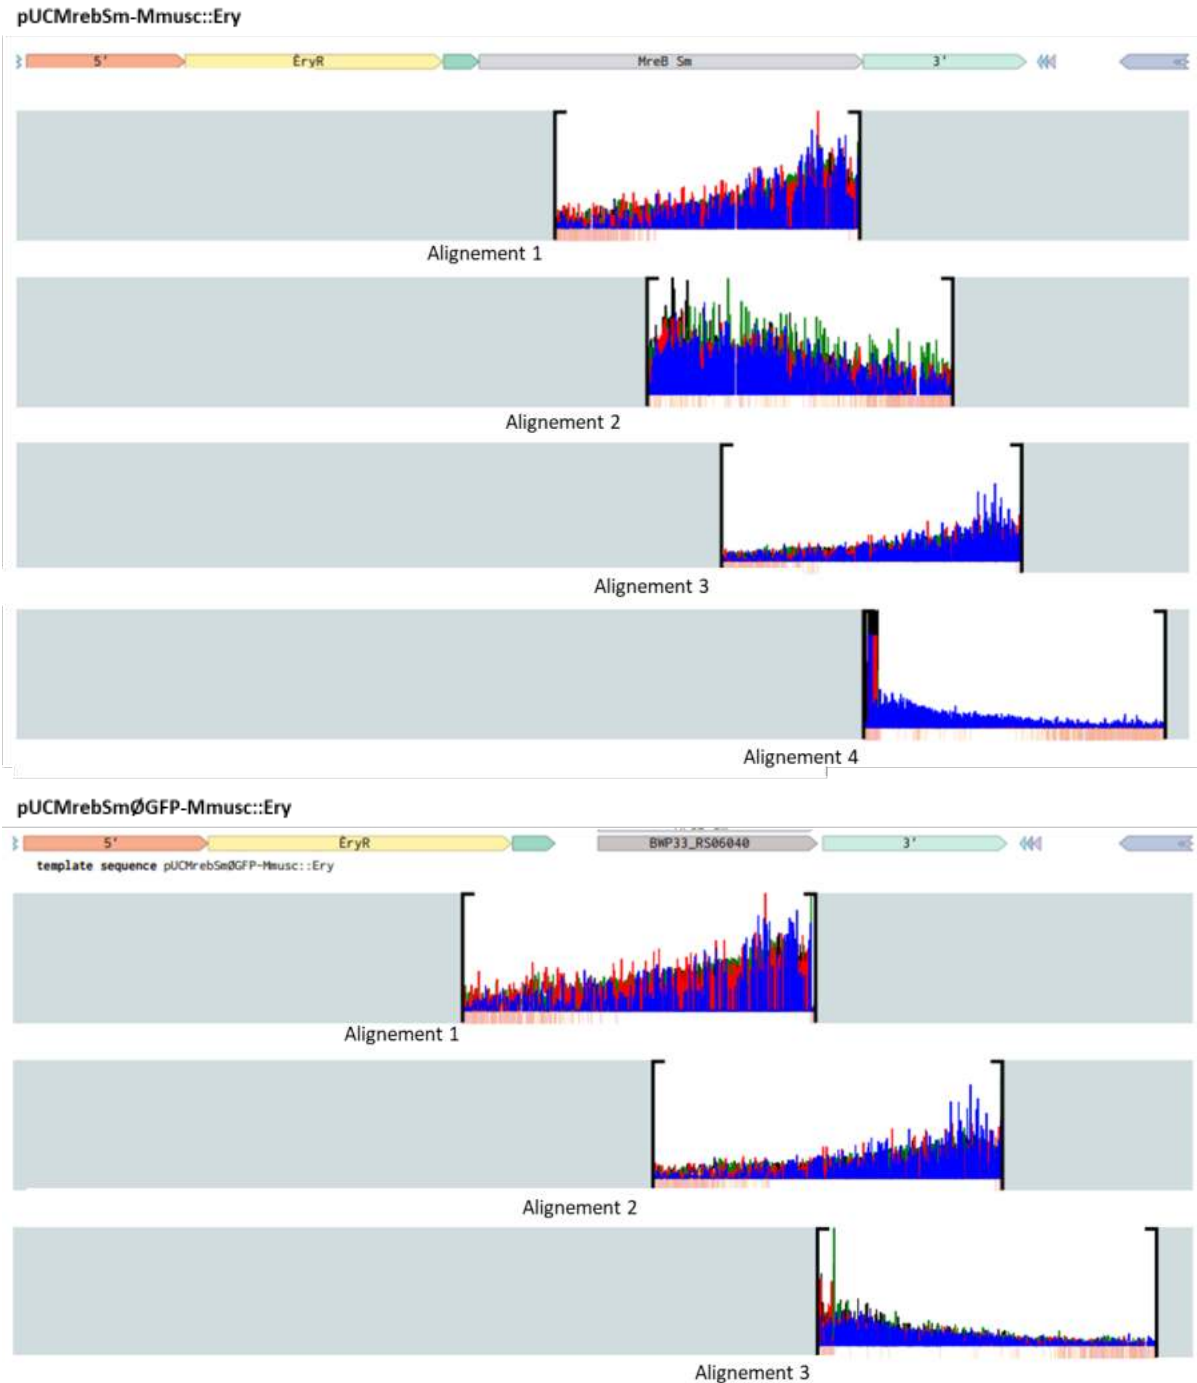 pUCMrebSm-Mmusc::Ery
5' EryR MreB Sm 3'
Alignement 1
Alignement 2
Alignement 3
Alignement 4
pUCMrebSmØGFP-Mmusc::Ery
5' EryR BWP33_RS06040 3'
template sequence pUCMrebSmØGFP-Mmusc::Ery
Alignement 1
Alignement 2
Alignement 3